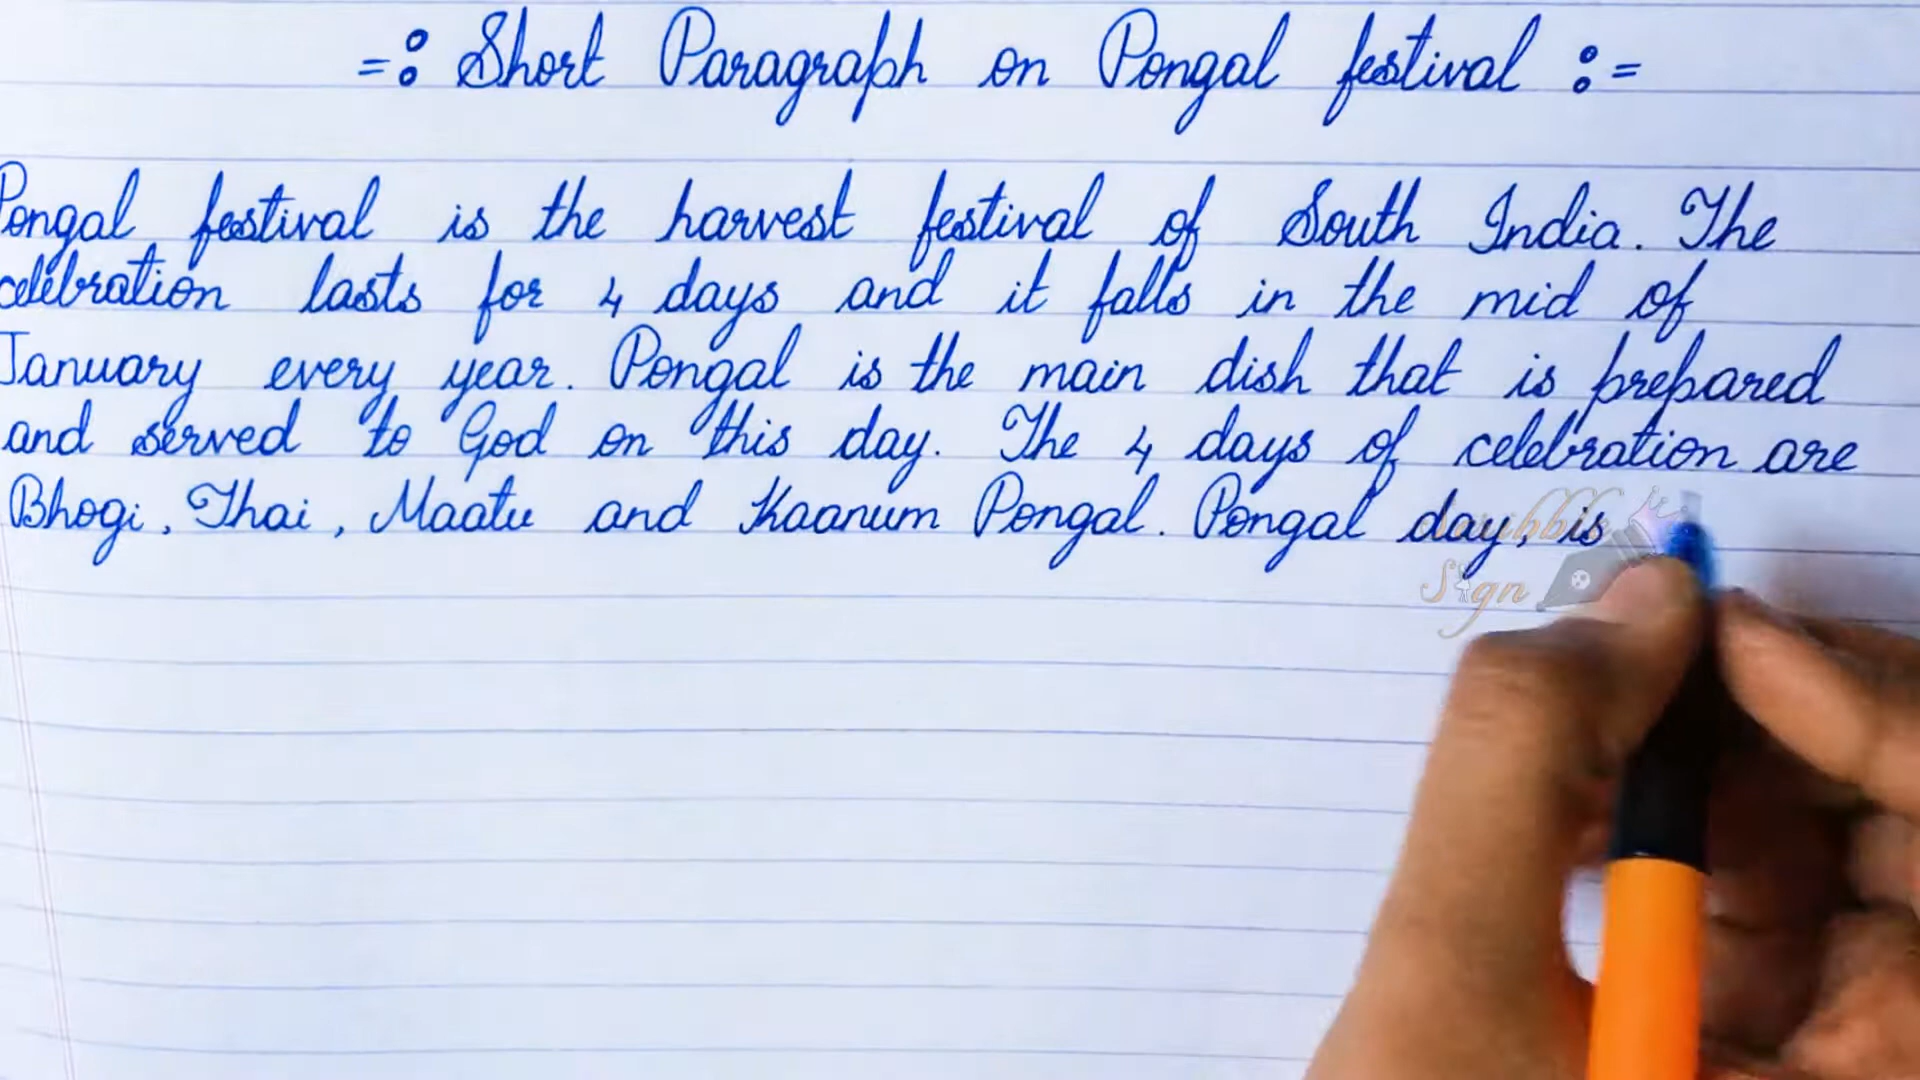 =: Short Paragraph on Pongal festival :=
Pongal festival is the harvest festival of South India. The
celebration lasts for 4 days and it falls in the mid of
January every year. Pongal is the main dish that is prepared
and served to God on this day. The 4 days of celebration are
Bhogi, Thai, Maatu and Kaanum Pongal. Pongal day, is
Sign